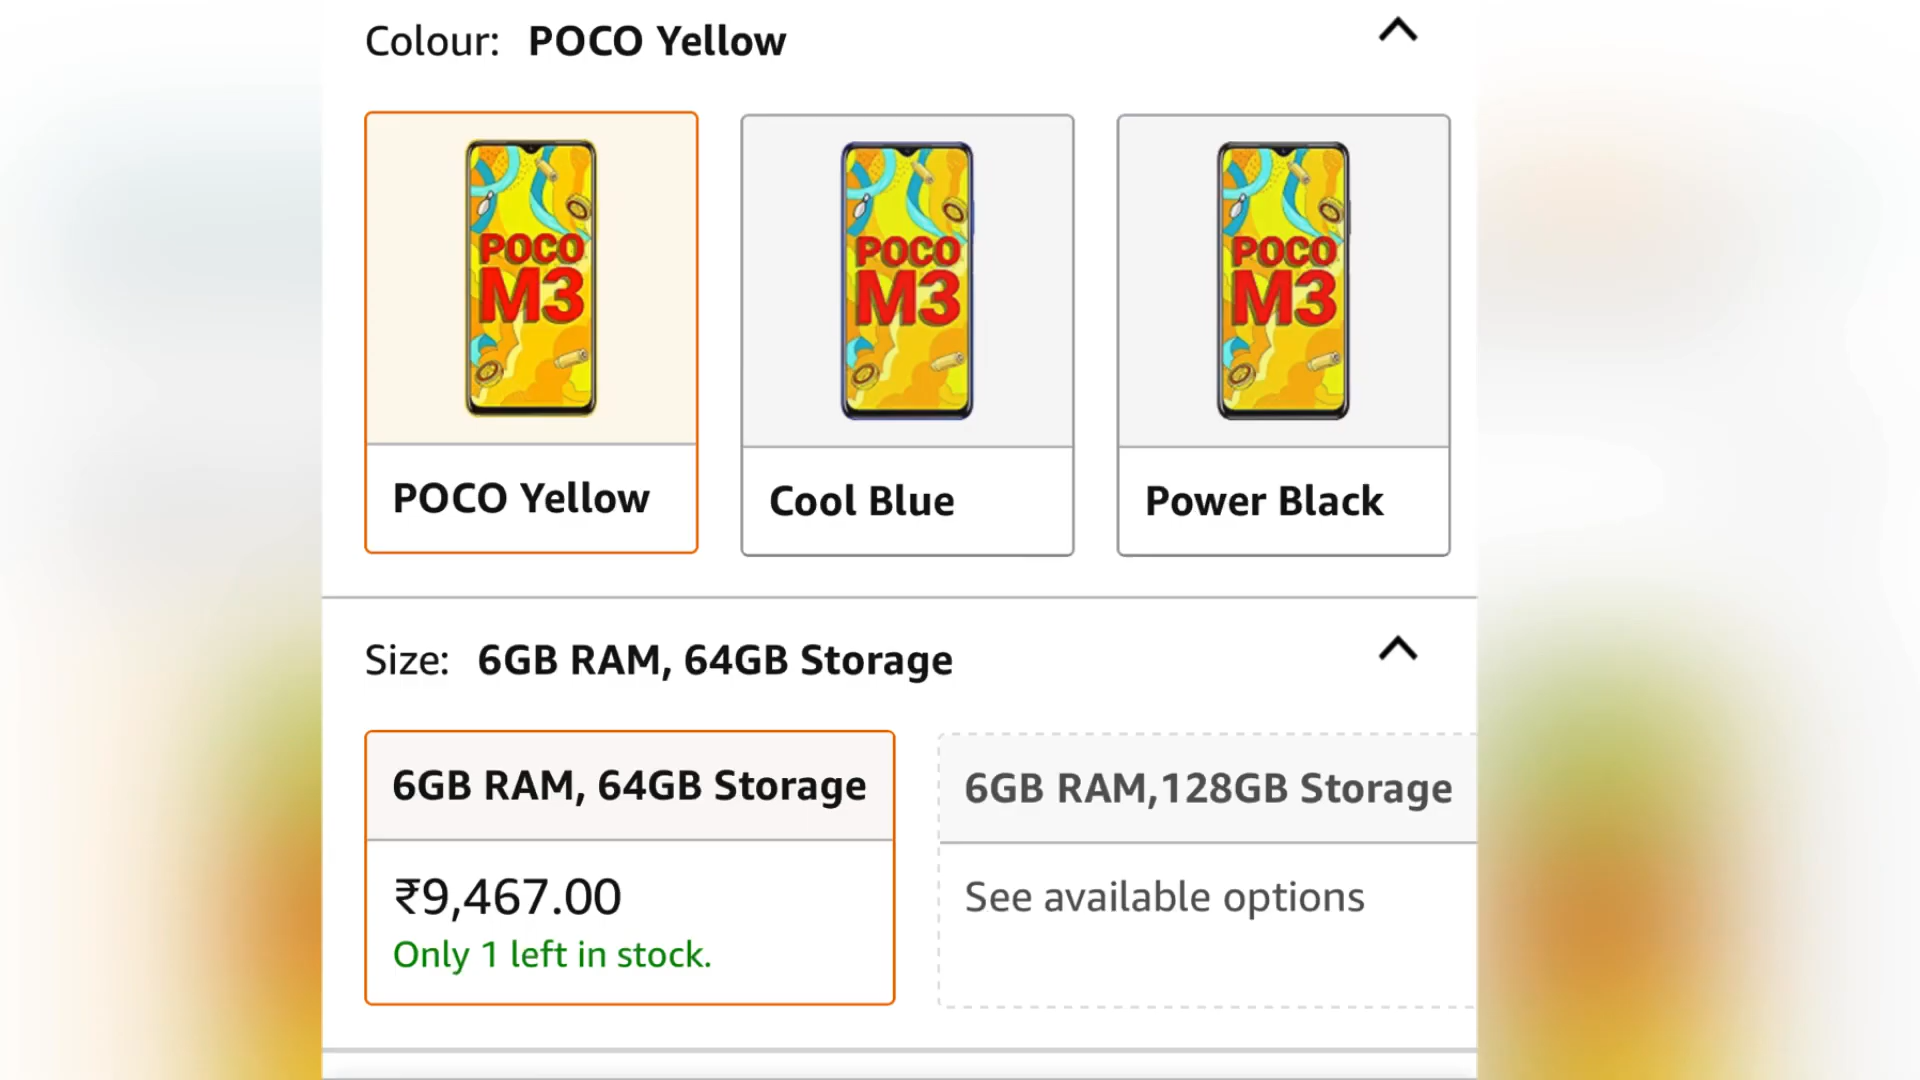 Colour: POCO Yellow
POCO
M3
POCO
M3
POCO
M3
POCO Yellow
Cool Blue
Power Black
Size: 6GB RAM, 64GB Storage
6GB RAM, 64GB Storage
6GB RAM,128GB Storage
₹9,467.00
See available options
Only 1 left in stock.